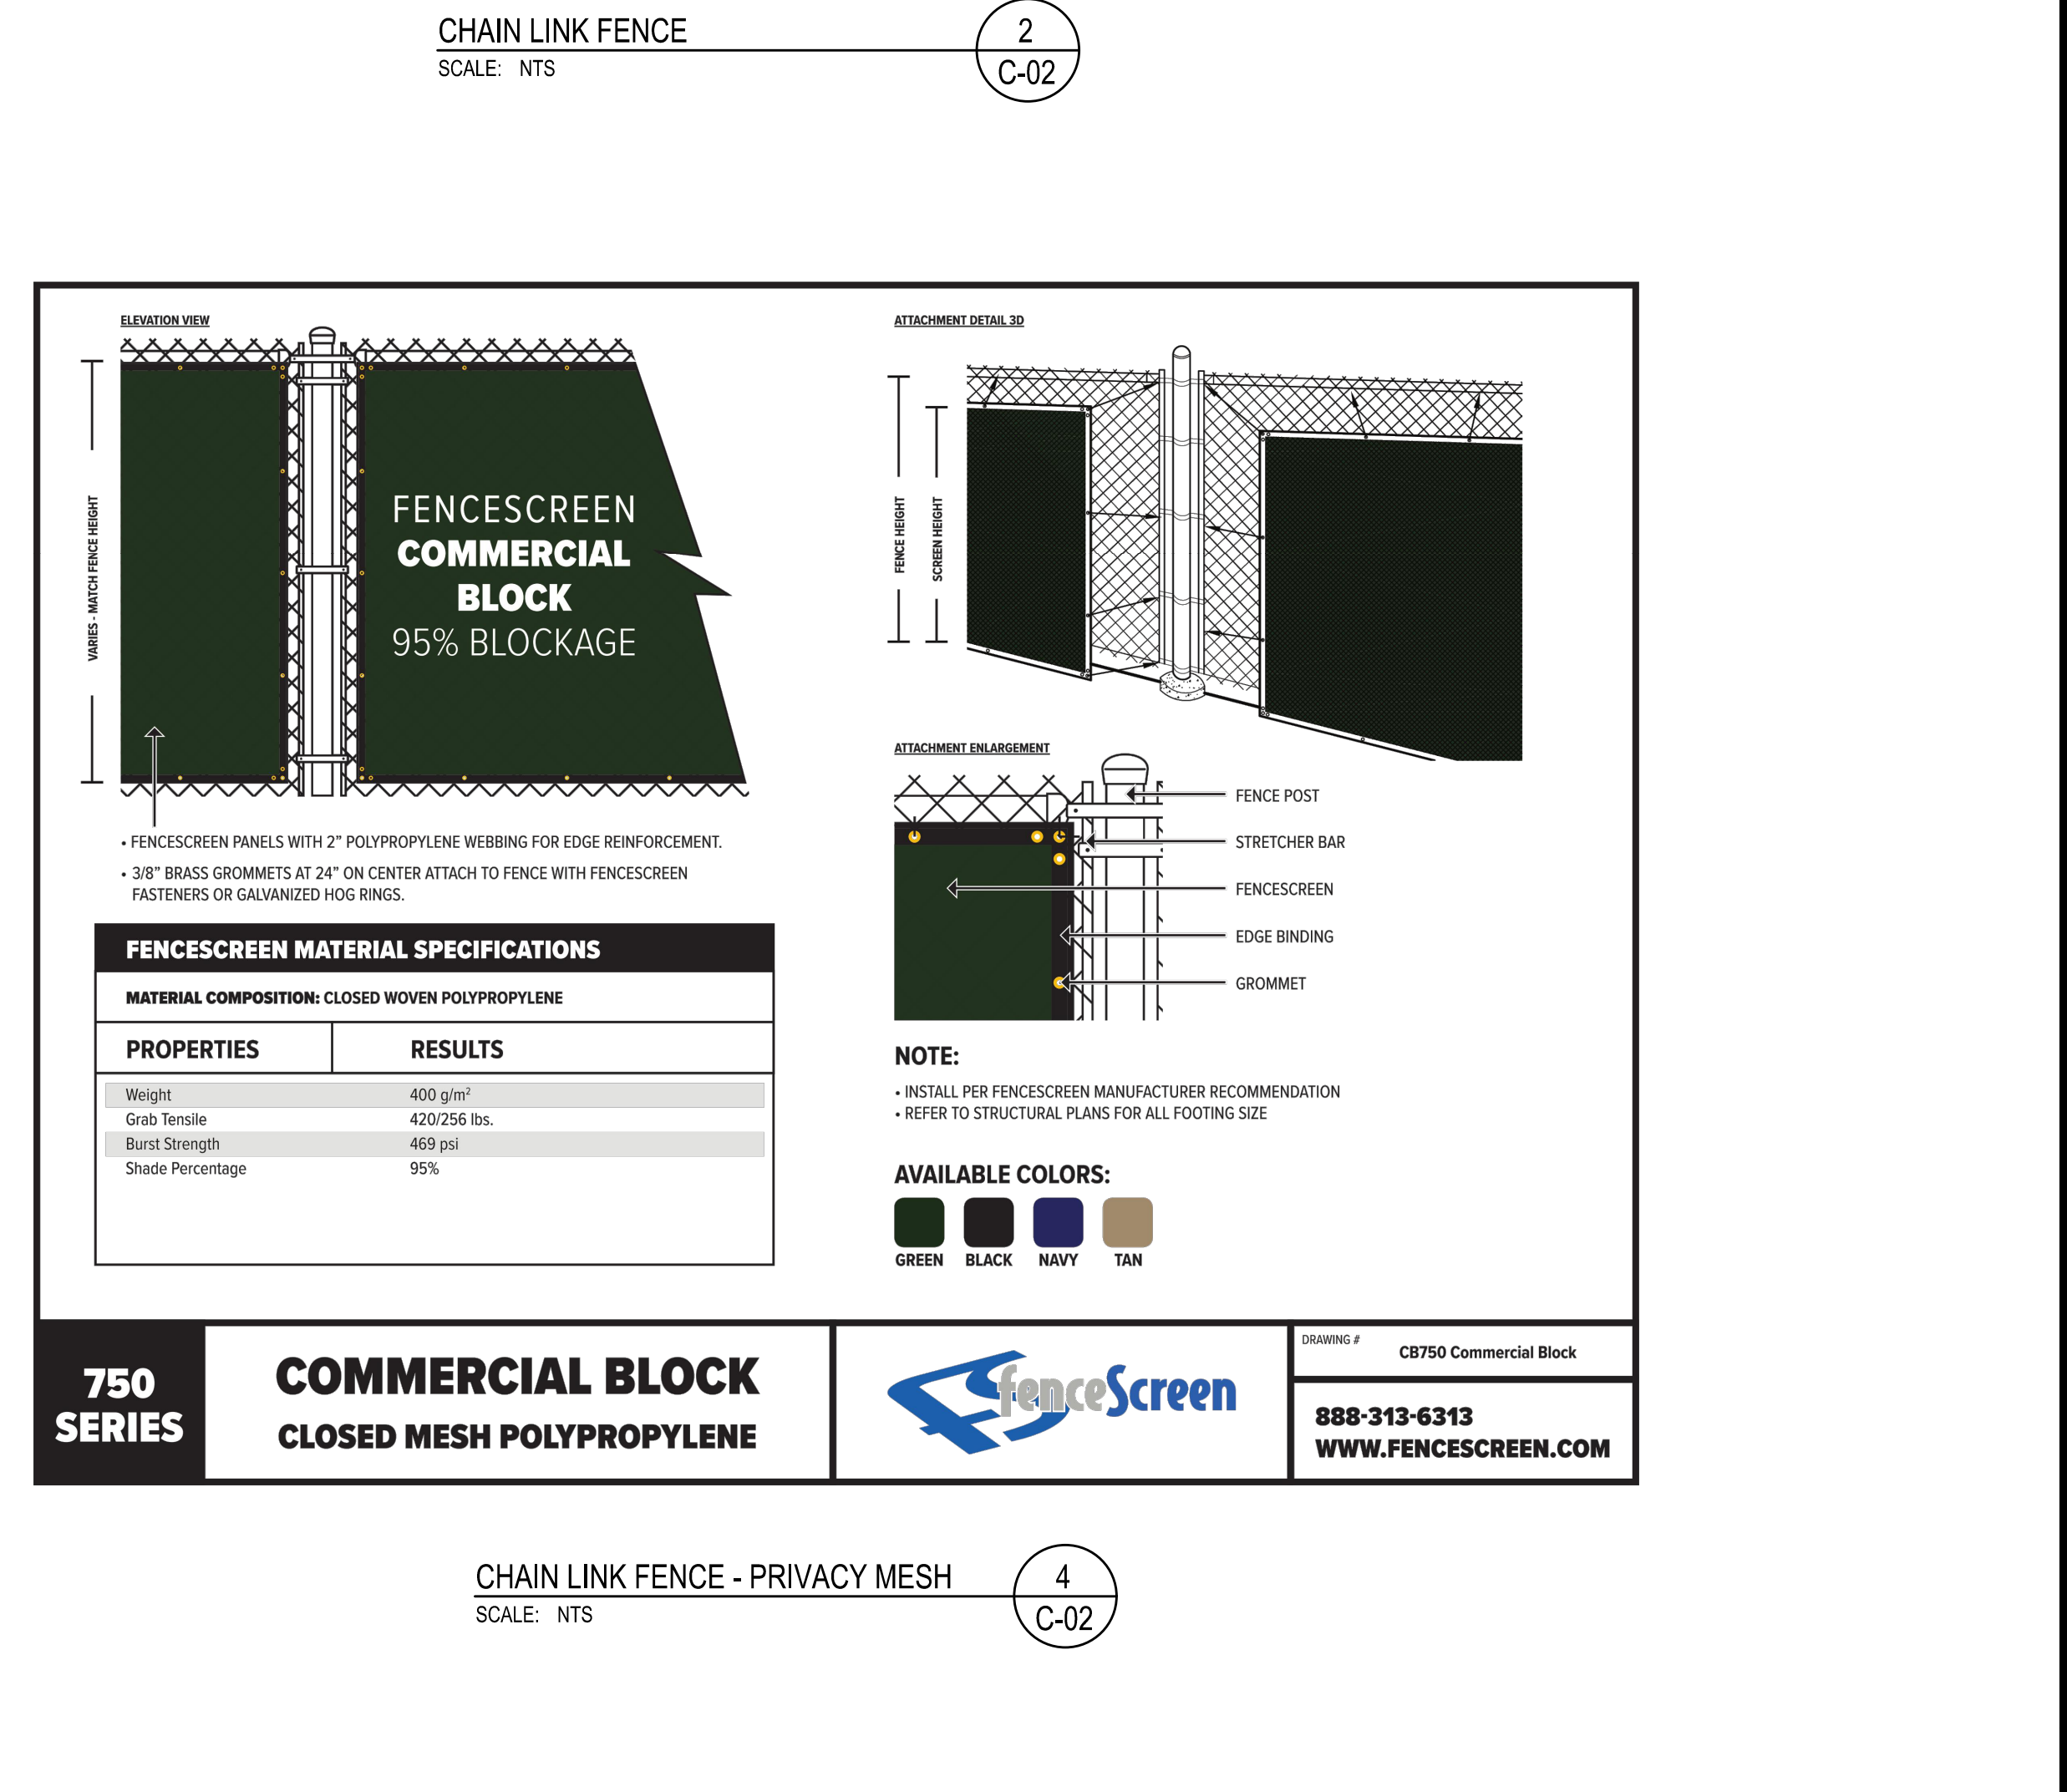 CHAIN LINK FENCE
SCALE: NTS
2
C-02
ELEVATION VIEW
VARIES - MATCH FENCE HEIGHT
FENCESCREEN
COMMERCIAL
BLOCK
95% BLOCKAGE
• FENCESCREEN PANELS WITH 2” POLYPROPYLENE WEBBING FOR EDGE REINFORCEMENT.
• 3/8” BRASS GROMMETS AT 24” ON CENTER ATTACH TO FENCE WITH FENCESCREEN
FASTENERS OR GALVANIZED HOG RINGS.
FENCESCREEN MATERIAL SPECIFICATIONS
MATERIAL COMPOSITION: CLOSED WOVEN POLYPROPYLENE
PROPERTIES RESULTS
Weight 400 g/m²
Grab Tensile 420/256 lbs.
Burst Strength 469 psi
Shade Percentage 95%
ATTACHMENT DETAIL 3D
FENCE HEIGHT
SCREEN HEIGHT
ATTACHMENT ENLARGEMENT
FENCE POST
STRETCHER BAR
FENCESCREEN
EDGE BINDING
GROMMET
NOTE:
• INSTALL PER FENCESCREEN MANUFACTURER RECOMMENDATION
• REFER TO STRUCTURAL PLANS FOR ALL FOOTING SIZE
AVAILABLE COLORS:
GREEN BLACK NAVY TAN
750
SERIES
COMMERCIAL BLOCK
CLOSED MESH POLYPROPYLENE
fenceScreen
DRAWING #
CB750 Commercial Block
888-313-6313
WWW.FENCESCREEN.COM
CHAIN LINK FENCE - PRIVACY MESH
SCALE: NTS
4
C-02